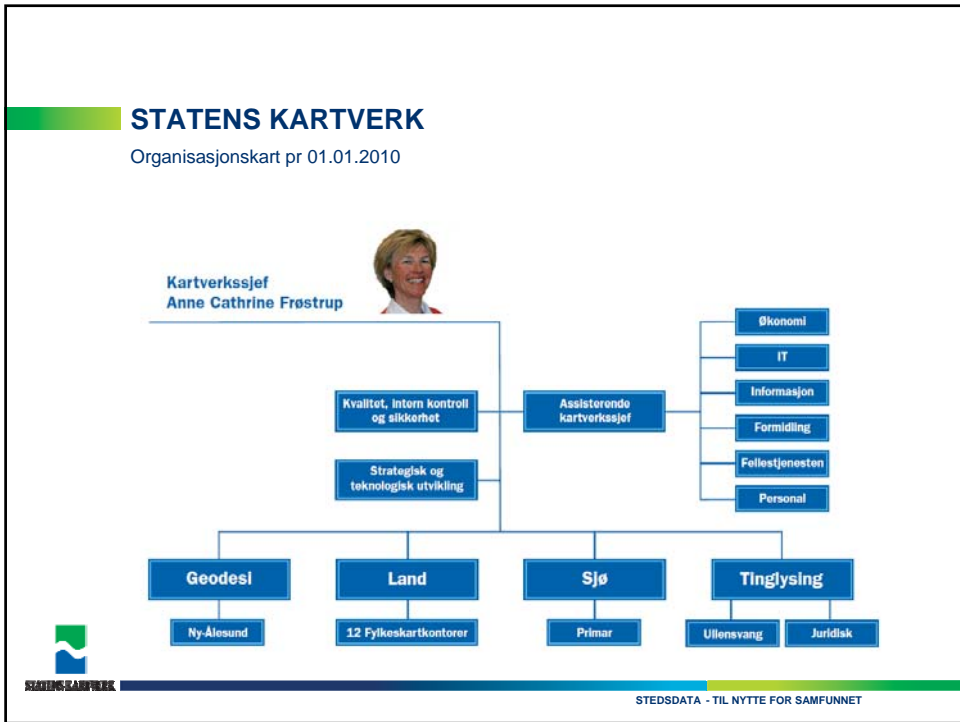 STATENS KARTVERK
Organisasjonskart pr 01.01.2010
Kartverkssjef
Anne Cathrine Frøstrup
Økonomi
IT
Informasjon
Formidling
Fellestjenesten
Personal
Kvalitet, intern kontroll
og sikkerhet
Assisterende
kartverkssjef
Strategisk og
teknologisk utvikling
Geodesi
Land
Sjø
Tinglysing
Ny-Ålesund
12 Fylkeskartkontorer
Primar
Ullensvang
Juridisk
STATENS KARTVERK
STEDSDATA - TIL NYTTE FOR SAMFUNNET